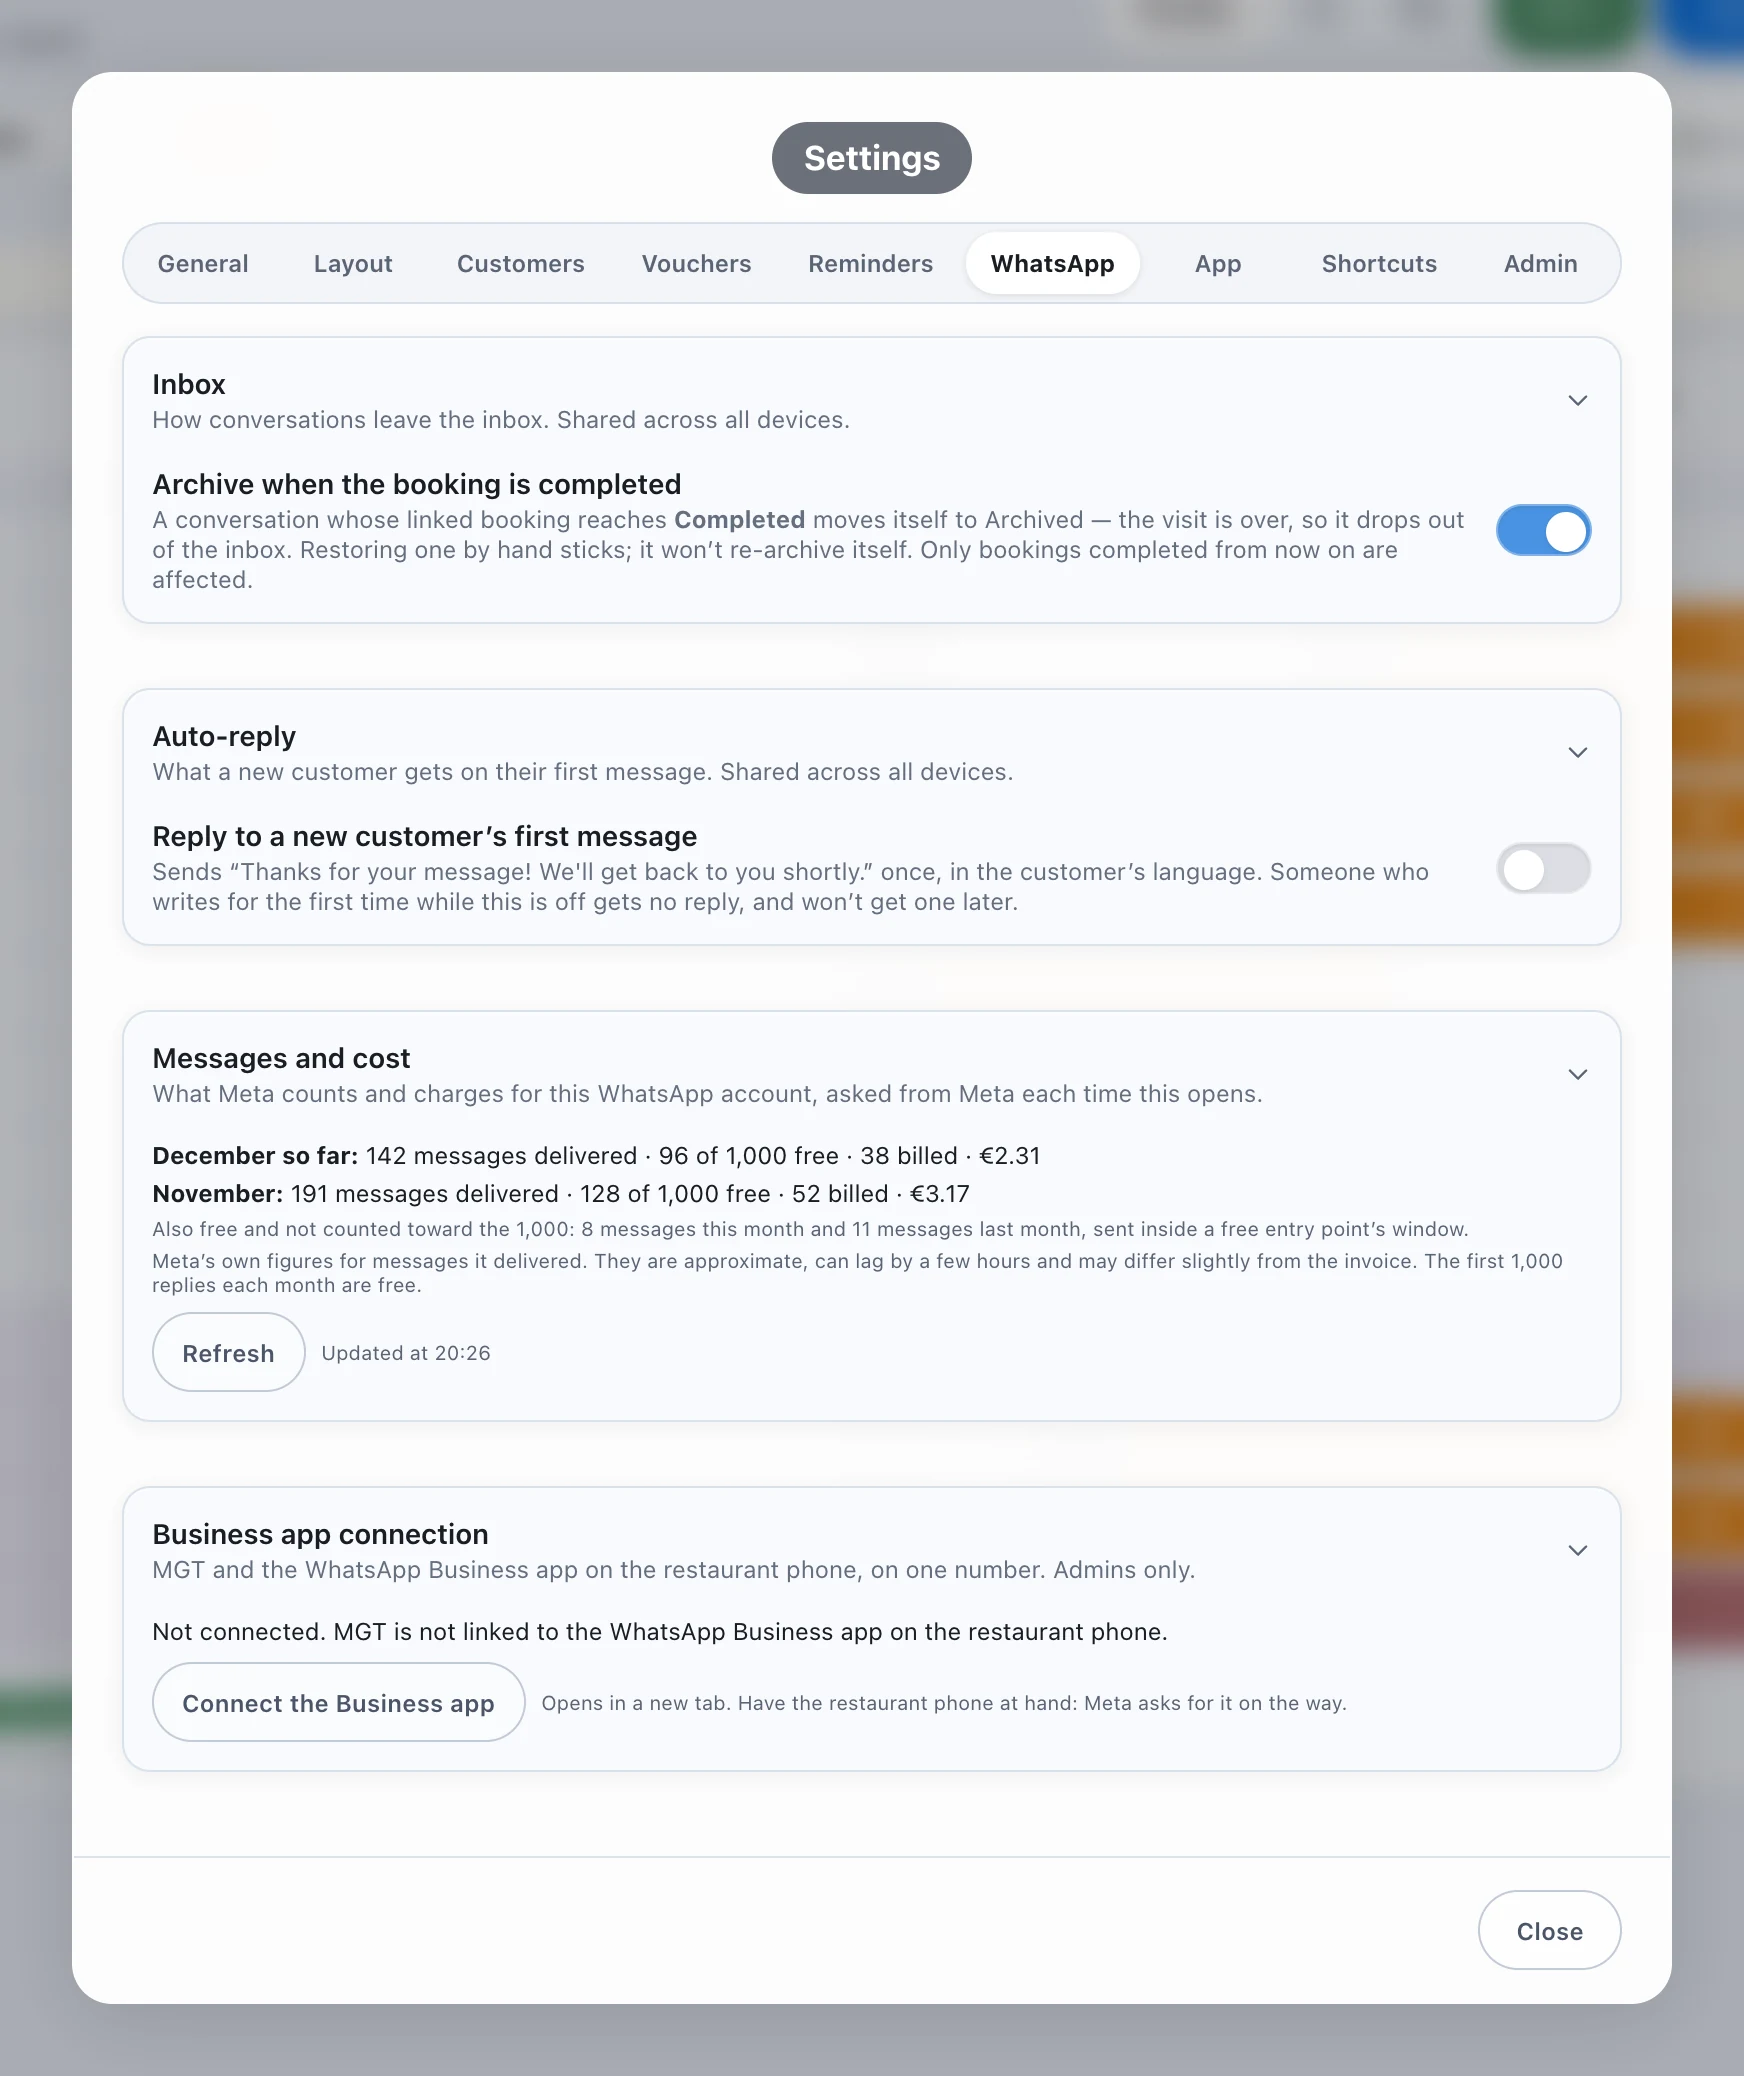 Settings
General Layout Customers Vouchers Reminders WhatsApp App Shortcuts Admin
Inbox
How conversations leave the inbox. Shared across all devices.
Archive when the booking is completed
A conversation whose linked booking reaches Completed moves itself to Archived — the visit is over, so it drops out
of the inbox. Restoring one by hand sticks; it won’t re-archive itself. Only bookings completed from now on are
affected.
Auto-reply
What a new customer gets on their first message. Shared across all devices.
Reply to a new customer’s first message
Sends “Thanks for your message! We'll get back to you shortly.” once, in the customer’s language. Someone who
writes for the first time while this is off gets no reply, and won’t get one later.
Messages and cost
What Meta counts and charges for this WhatsApp account, asked from Meta each time this opens.
December so far: 142 messages delivered · 96 of 1,000 free · 38 billed · €2.31
November: 191 messages delivered · 128 of 1,000 free · 52 billed · €3.17
Also free and not counted toward the 1,000: 8 messages this month and 11 messages last month, sent inside a free entry point’s window.
Meta’s own figures for messages it delivered. They are approximate, can lag by a few hours and may differ slightly from the invoice. The first 1,000
replies each month are free.
Refresh Updated at 20:26
Business app connection
MGT and the WhatsApp Business app on the restaurant phone, on one number. Admins only.
Not connected. MGT is not linked to the WhatsApp Business app on the restaurant phone.
Connect the Business app Opens in a new tab. Have the restaurant phone at hand: Meta asks for it on the way.
Close